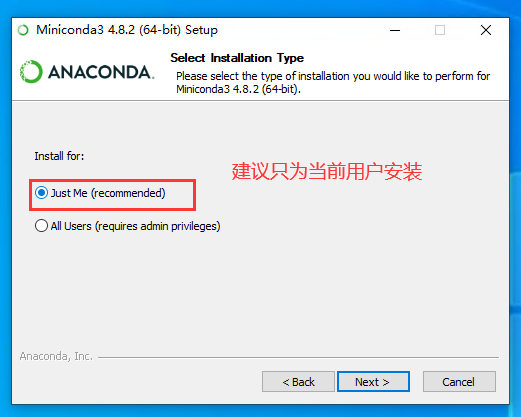 Miniconda3 4.8.2 (64-bit) Setup
ANACONDA.
Select Installation Type
Please select the type of installation you would like to perform for
Miniconda3 4.8.2 (64-bit).
Install for:
建议只为当前用户安装
Just Me (recommended)
All Users (requires admin privileges)
Anaconda, Inc.
< Back
Next >
Cancel